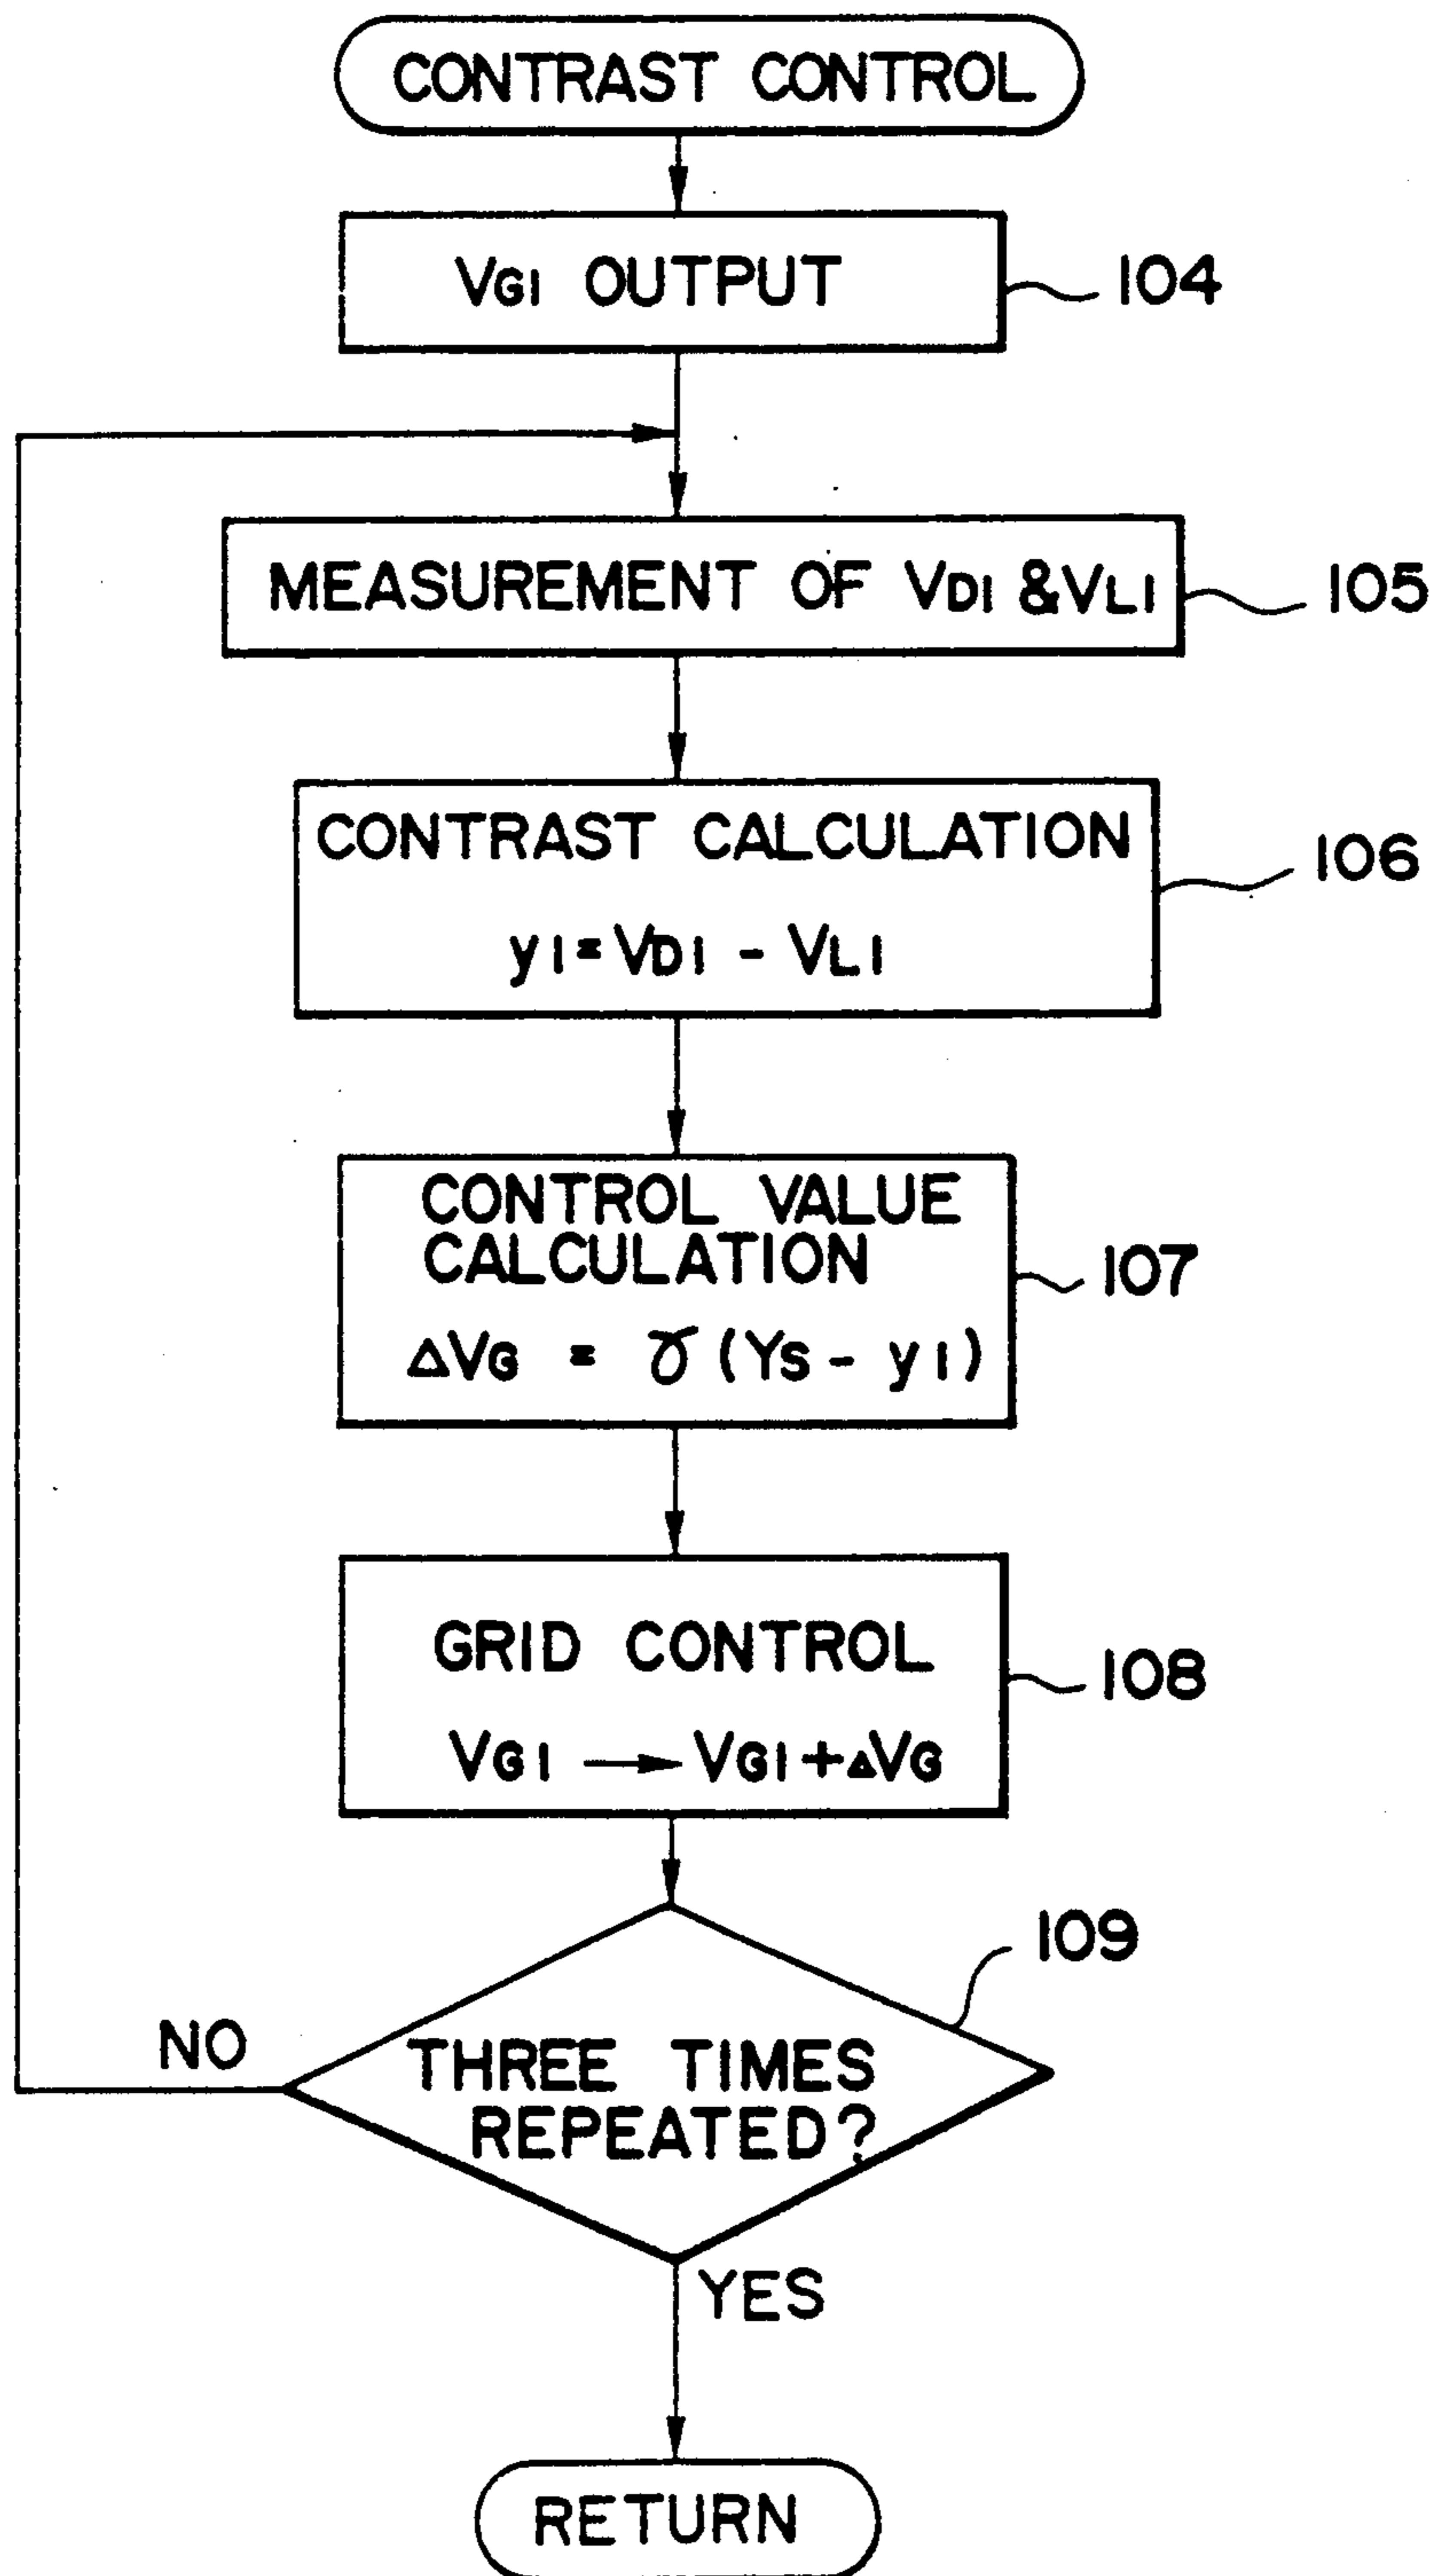 CONTRAST CONTROL
VG1 OUTPUT
104
MEASUREMENT OF VD1 & VL1
105
CONTRAST CALCULATION
106
y1 = VD1 - VL1
CONTROL VALUE
CALCULATION
107
ΔVG = γ (YS - y1)
GRID CONTROL
108
VG1 → VG1 + ΔVG
109
NO
THREE TIMES
REPEATED?
YES
RETURN